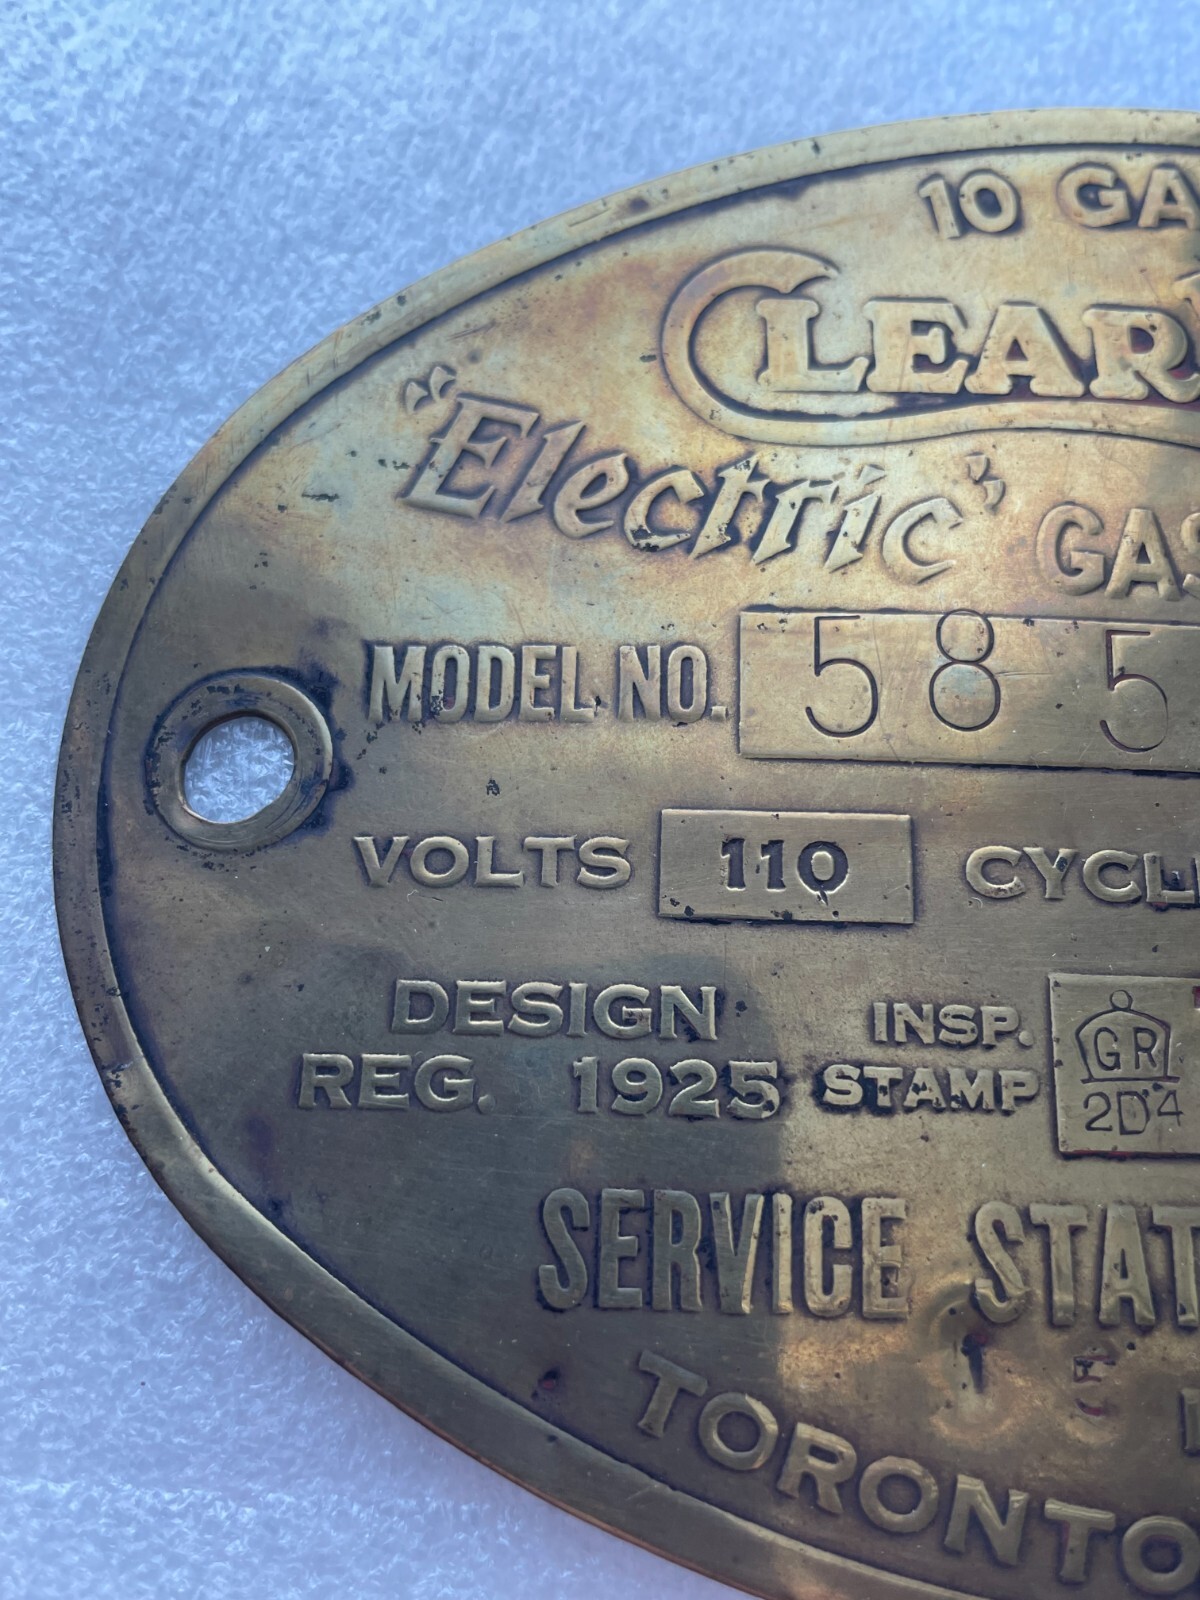 10 GA
CLEAR
"Electric" GAS
MODEL NO. 58 5
VOLTS 110 CYCL
DESIGN
REG. 1925
INSP.
STAMP
GR
2D4
SERVICE STAT
TORONTO